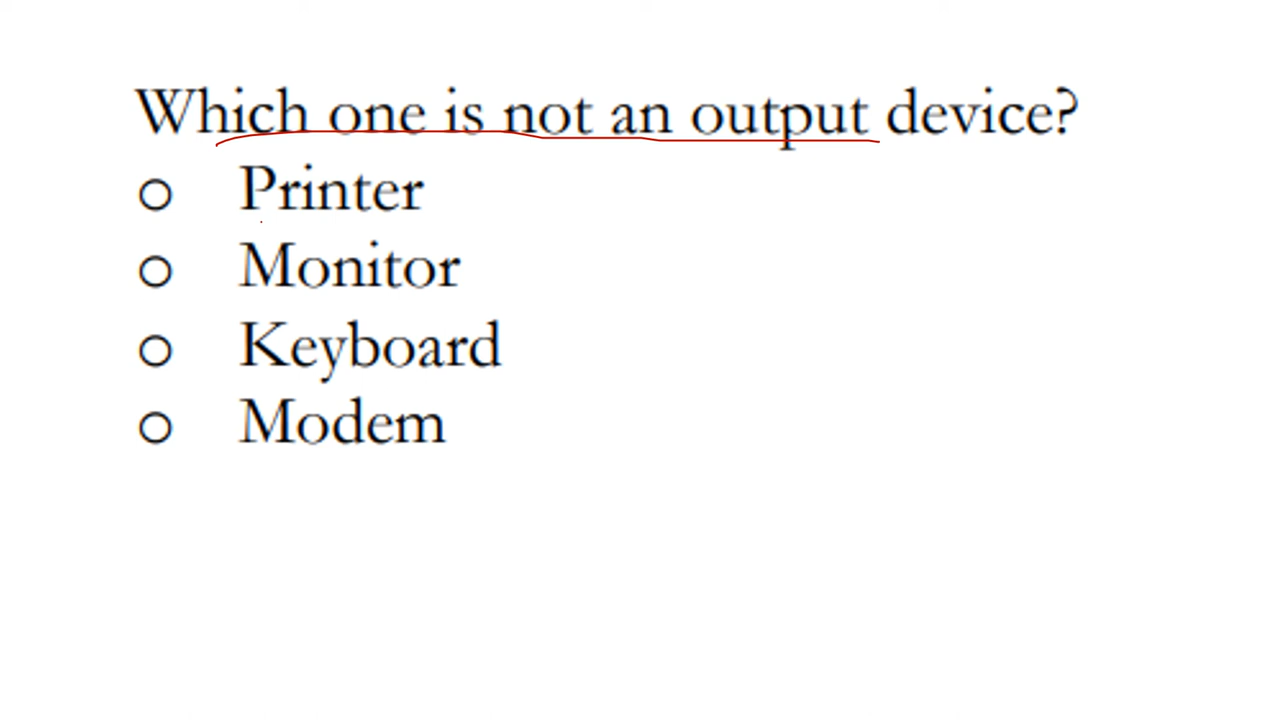 Which one is not an output device?
o Printer
o Monitor
o Keyboard
o Modem